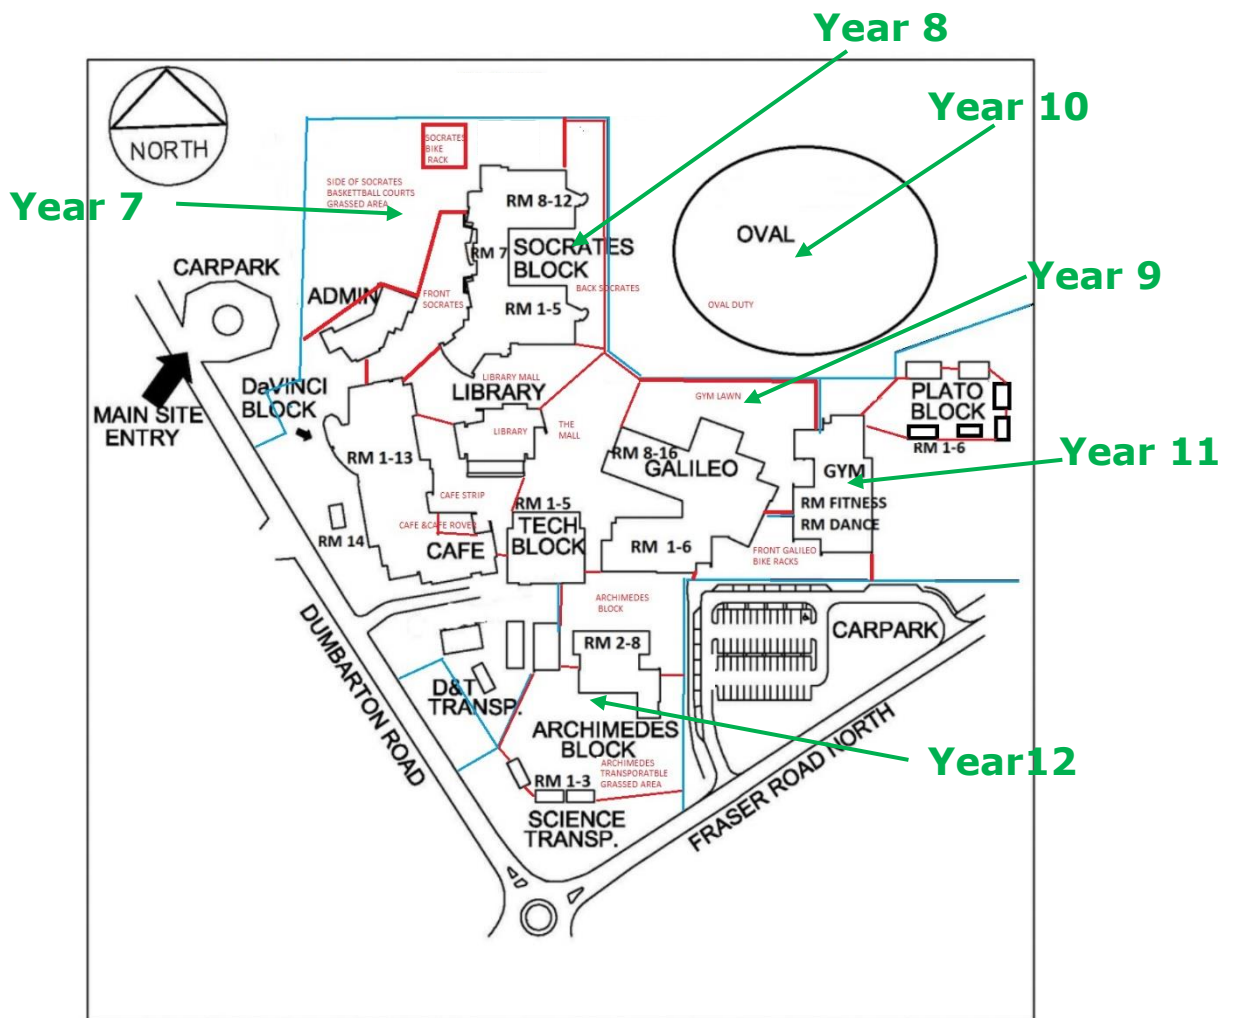 Year 8
Year 10
NORTH
SOCRATES
BIKE
RACK
SIDE OF SOCRATES
BASKETTBALL COURTS
GRASSED AREA
Year 7
RM 8-12
OVAL
RM 7
SOCRATES
BLOCK
CARPARK
Year 9
ADMIN
FRONT
SOCRATES
BACK SOCRATES
RM 1-5
OVAL DUTY
LIBRARY MALL
LIBRARY
DaVINCI
BLOCK
GYM LAWN
PLATO
BLOCK
MAIN SITE
ENTRY
LIBRARY
THE
MALL
RM 1-6
RM 1-13
RM 8-16
GALILEO
GYM
Year 11
CAFE STRIP
RM 1-5
RM FITNESS
CAFE &CAFE ROVER
TECH
BLOCK
RM DANCE
RM 14
CAFE
RM 1-6
FRONT GALILEO
BIKE RACKS
ARCHIMEDES
BLOCK
DUMBARTON ROAD
RM 2-8
CARPARK
D&T
TRANSP.
ARCHIMEDES
BLOCK
FRASER ROAD NORTH
Year12
ARCHIMEDES
TRANSPORATBLE
GRASSED AREA
RM 1-3
SCIENCE
TRANSP.